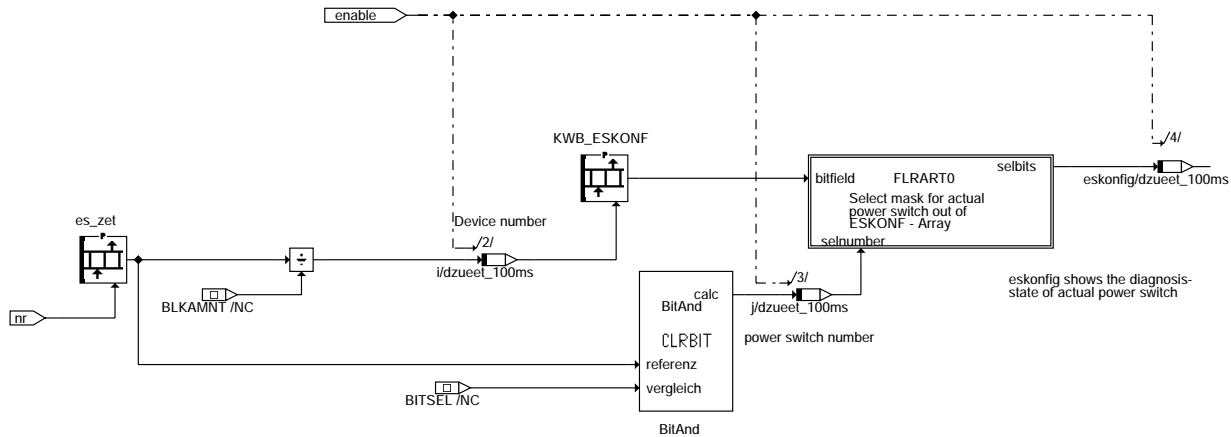 enable
KWB_ESKONF
P
/4/
selbits
bitfield
FLRART0
eskonfig/dzueet_100ms
Select mask for actual
power switch out of
ESKONF - Array
es_zet
P
Device number
/2/
selnumber
i/dzueet_100ms
/3/
eskonfig shows the diagnosis-
state of actual power switch
calc
BLKAMNT /NC
BitAnd
j/dzueet_100ms
nr
CLRBIT
power switch number
referenz
vergleich
BITSEL /NC
BitAnd